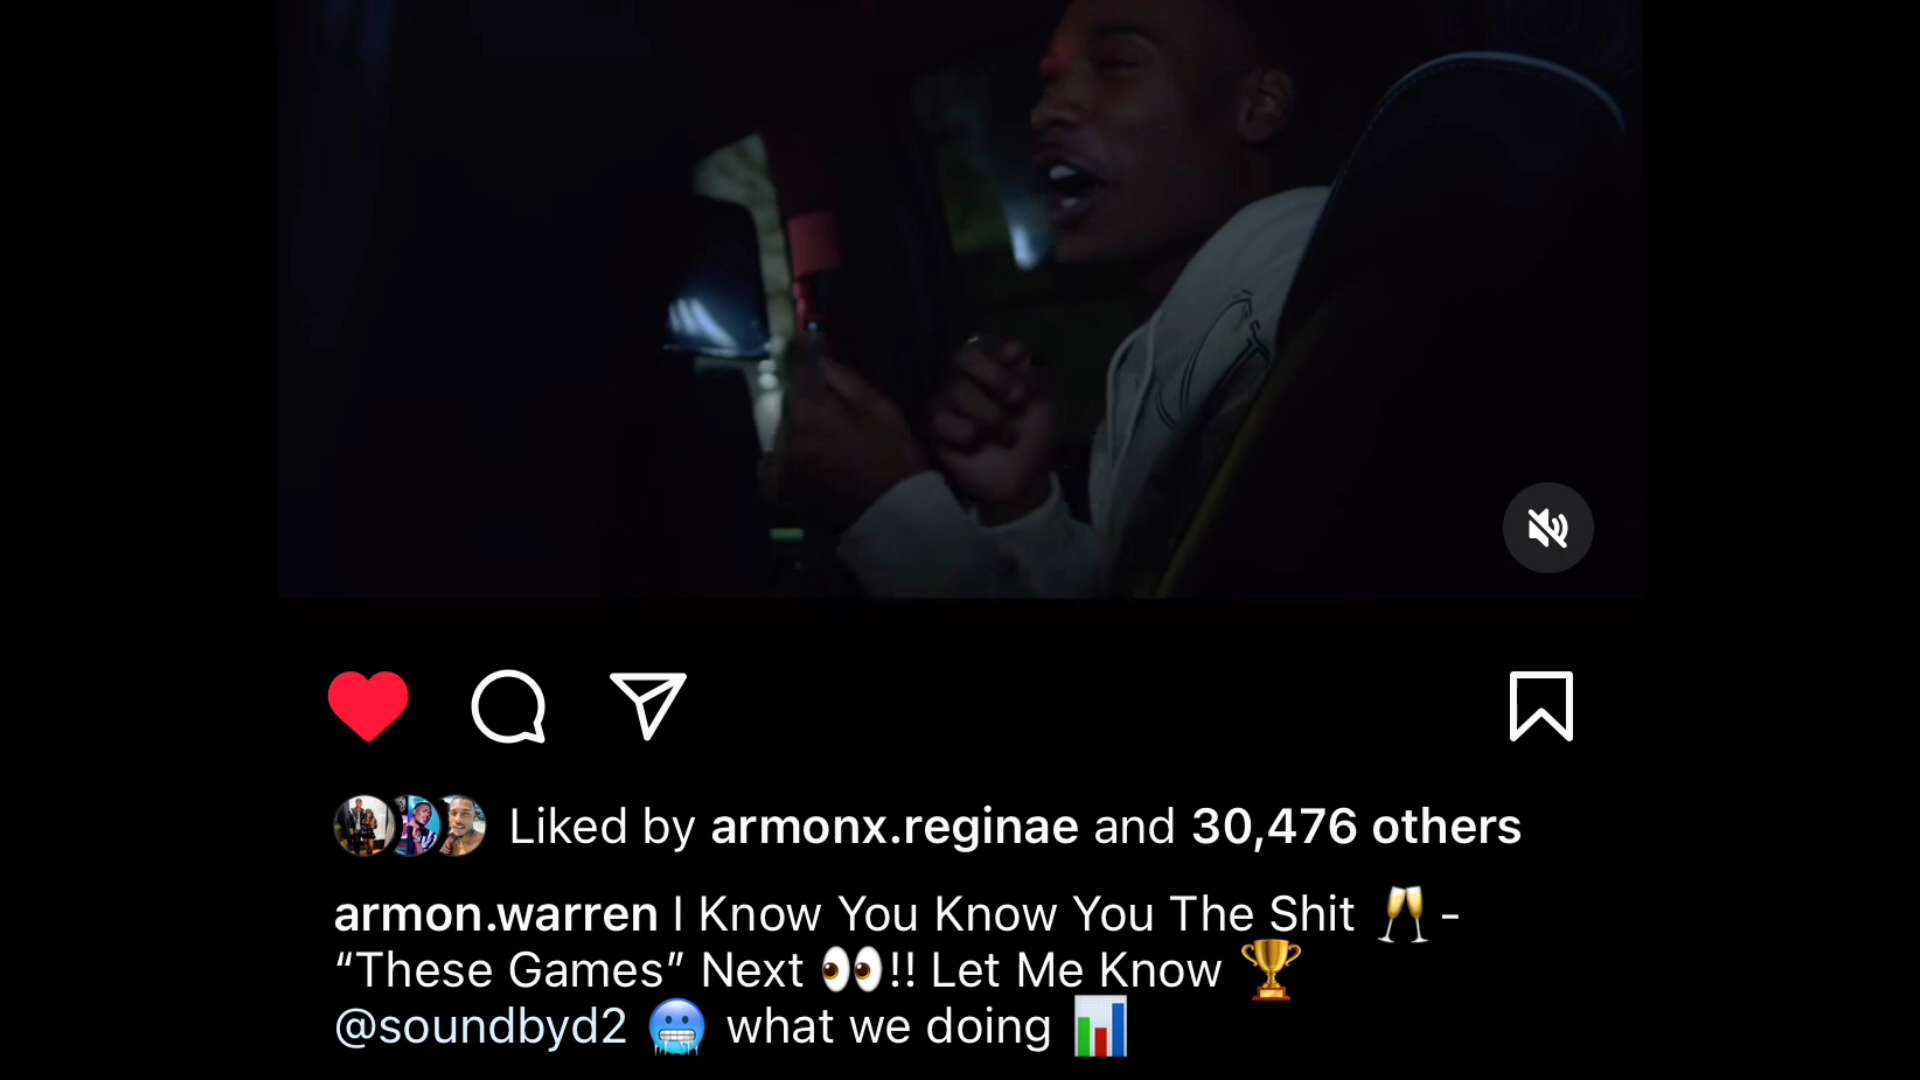 Liked by armonx.reginae and 30,476 others
armon.warren I Know You Know You The Shit 🥂 -
“These Games” Next 👀!! Let Me Know 🏆
@soundbyd2 🥶 what we doing 📊